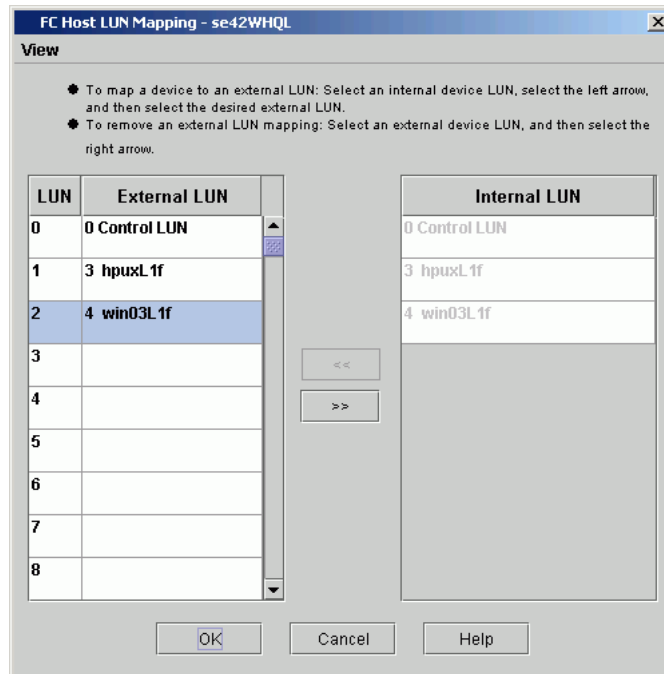 FC Host LUN Mapping - se42WHQL
View
To map a device to an external LUN: Select an internal device LUN, select the left arrow,
and then select the desired external LUN.
To remove an external LUN mapping: Select an external device LUN, and then select the
right arrow.
LUN External LUN Internal LUN
0 0 Control LUN 0 Control LUN
1 3 hpuxL1f 3 hpuxL1f
2 4 win03L1f 4 win03L1f
3
<<
4
>>
5
6
7
8
OK Cancel Help